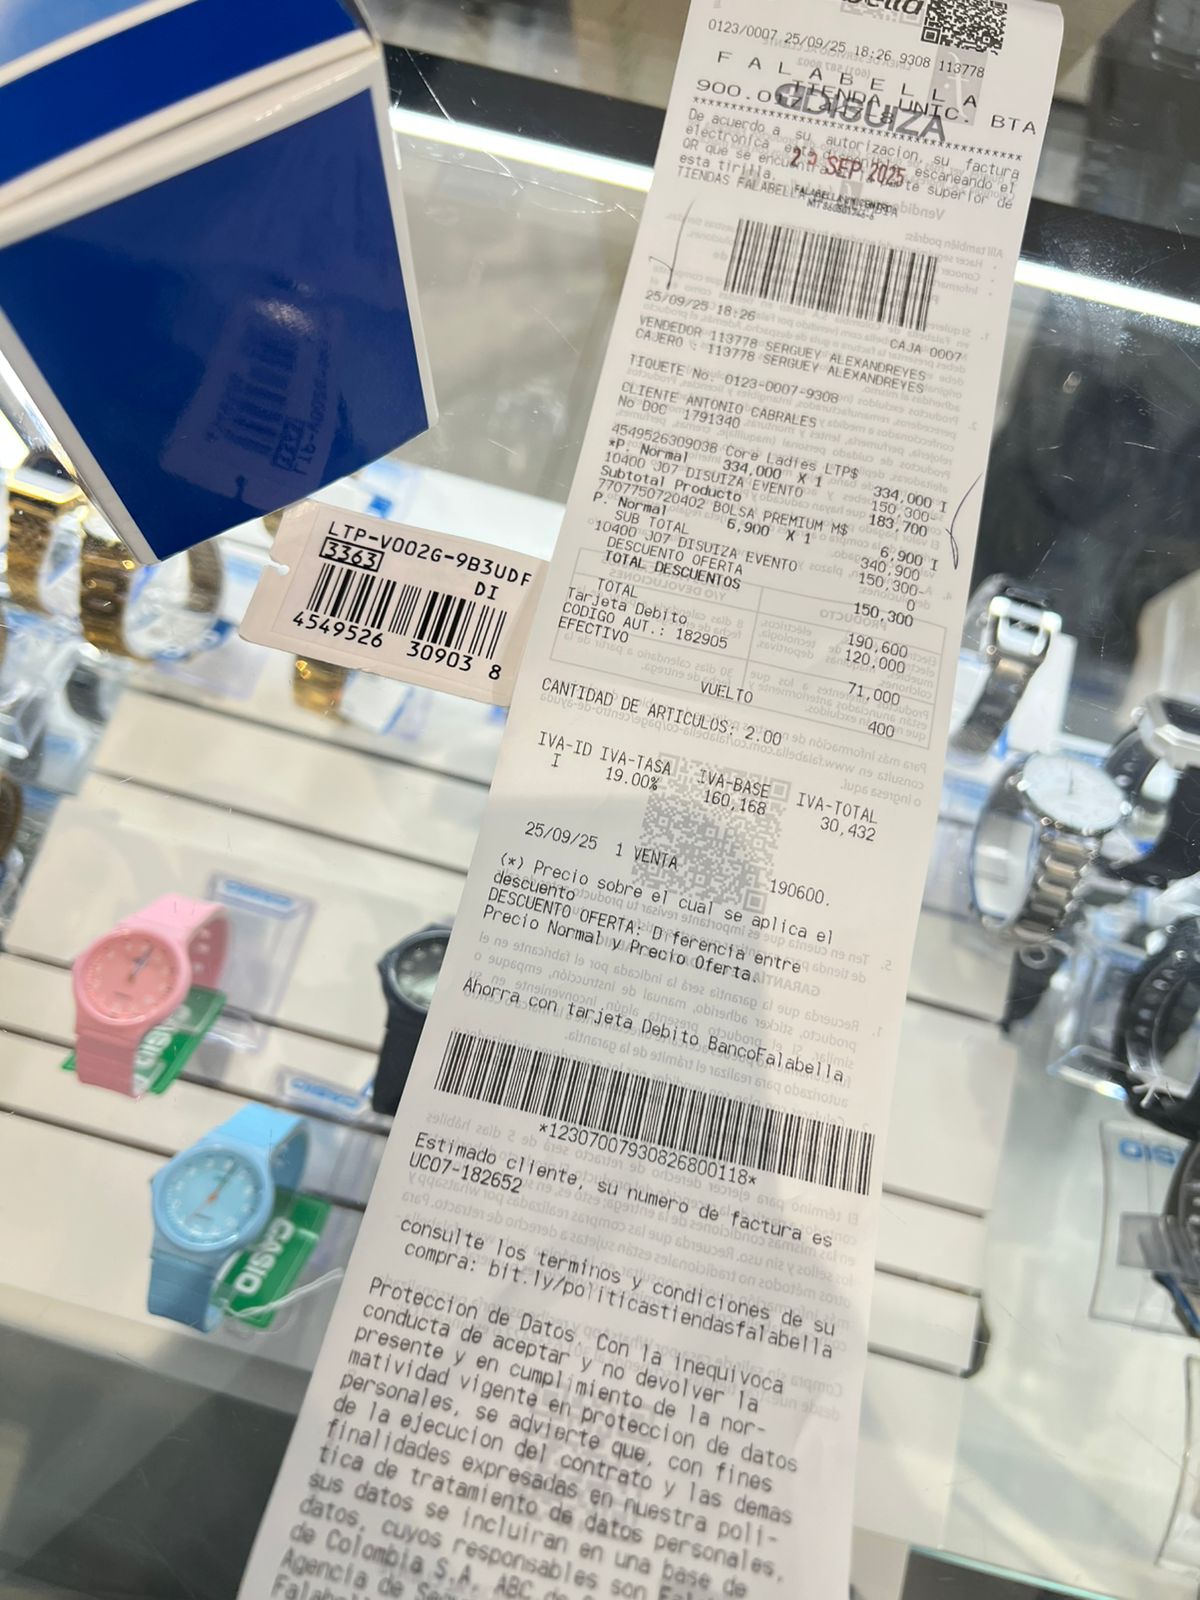 0123/0007 25/09/25 18:26 9308 113778
F A L A B E L L A
TIENDA UNIC. BTA
DISUIZA
De acuerdo a su autorizacion, su factura
electronica escaneando el
QR que se encuentra superior de
esta tirilla.
SEP 2025
TIENDAS FALABELLA
25/09/25 18:26 CAJA 0007
VENDEDOR 113778 SERGUEY ALEXANDREYES
CAJERO : 113778 SERGUEY ALEXANDREYES
TIQUETE No. 0123-0007-9308
CLIENTE ANTONIO CABRALES
No DOC 1791340
4549526309038 Core Ladies LTP$ 334,000 I
*P. Normal 334,000 X 1
10400 J07 DISUIZA EVENTO 150,300-
Subtotal Producto 183,700
7707750720402 BOLSA PREMIUM M$ 6,900 I
P. Normal 6,900 X 1
SUB TOTAL 340,900
10400 J07 DISUIZA EVENTO 150,300-
DESCUENTO OFERTA 0
TOTAL DESCUENTOS 150,300
TOTAL 190,600
Tarjeta Debito 120,000
CODIGO AUT.: 182905
EFECTIVO 71,000
VUELTO 400
CANTIDAD DE ARTICULOS: 2.00
IVA-ID IVA-TASA IVA-BASE IVA-TOTAL
I 19.00% 160,168 30,432
25/09/25 1 VENTA 190600.
(*) Precio sobre el cual se aplica el
descuento
DESCUENTO OFERTA: Diferencia entre
Precio Normal y Precio Oferta.
Ahorra con tarjeta Debito BancoFalabella
*12307007930826800118*
Estimado cliente, su numero de factura es
UC07-182652
consulte los terminos y condiciones de su
compra: bit.ly/politicastiendasfalabella
Proteccion de Datos. Con la inequivoca
conducta de aceptar y no devolver la
presente y en cumplimiento de la nor-
matividad vigente en proteccion de datos
personales, se advierte que, con fines
de la ejecucion del contrato y las demas
finalidades expresadas en nuestra poli-
tica de tratamiento de datos personales,
sus datos se incluiran en una base de
datos, cuyos responsables son
de Colombia S.A. ABC de
Agencia de
LTP-V002G-9B3UDF
3363 DI
4549526 30903 8
CASIO
CASIO